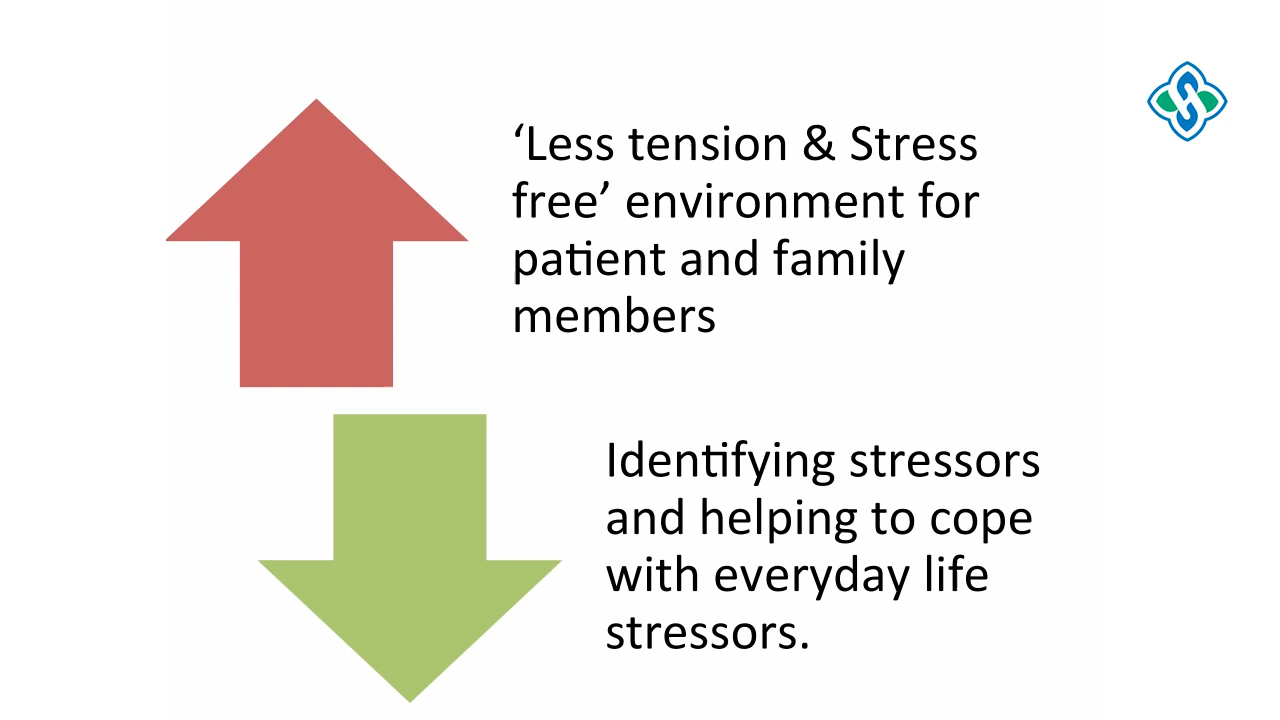 ‘Less tension & Stress
free’ environment for
patient and family
members
Identifying stressors
and helping to cope
with everyday life
stressors.